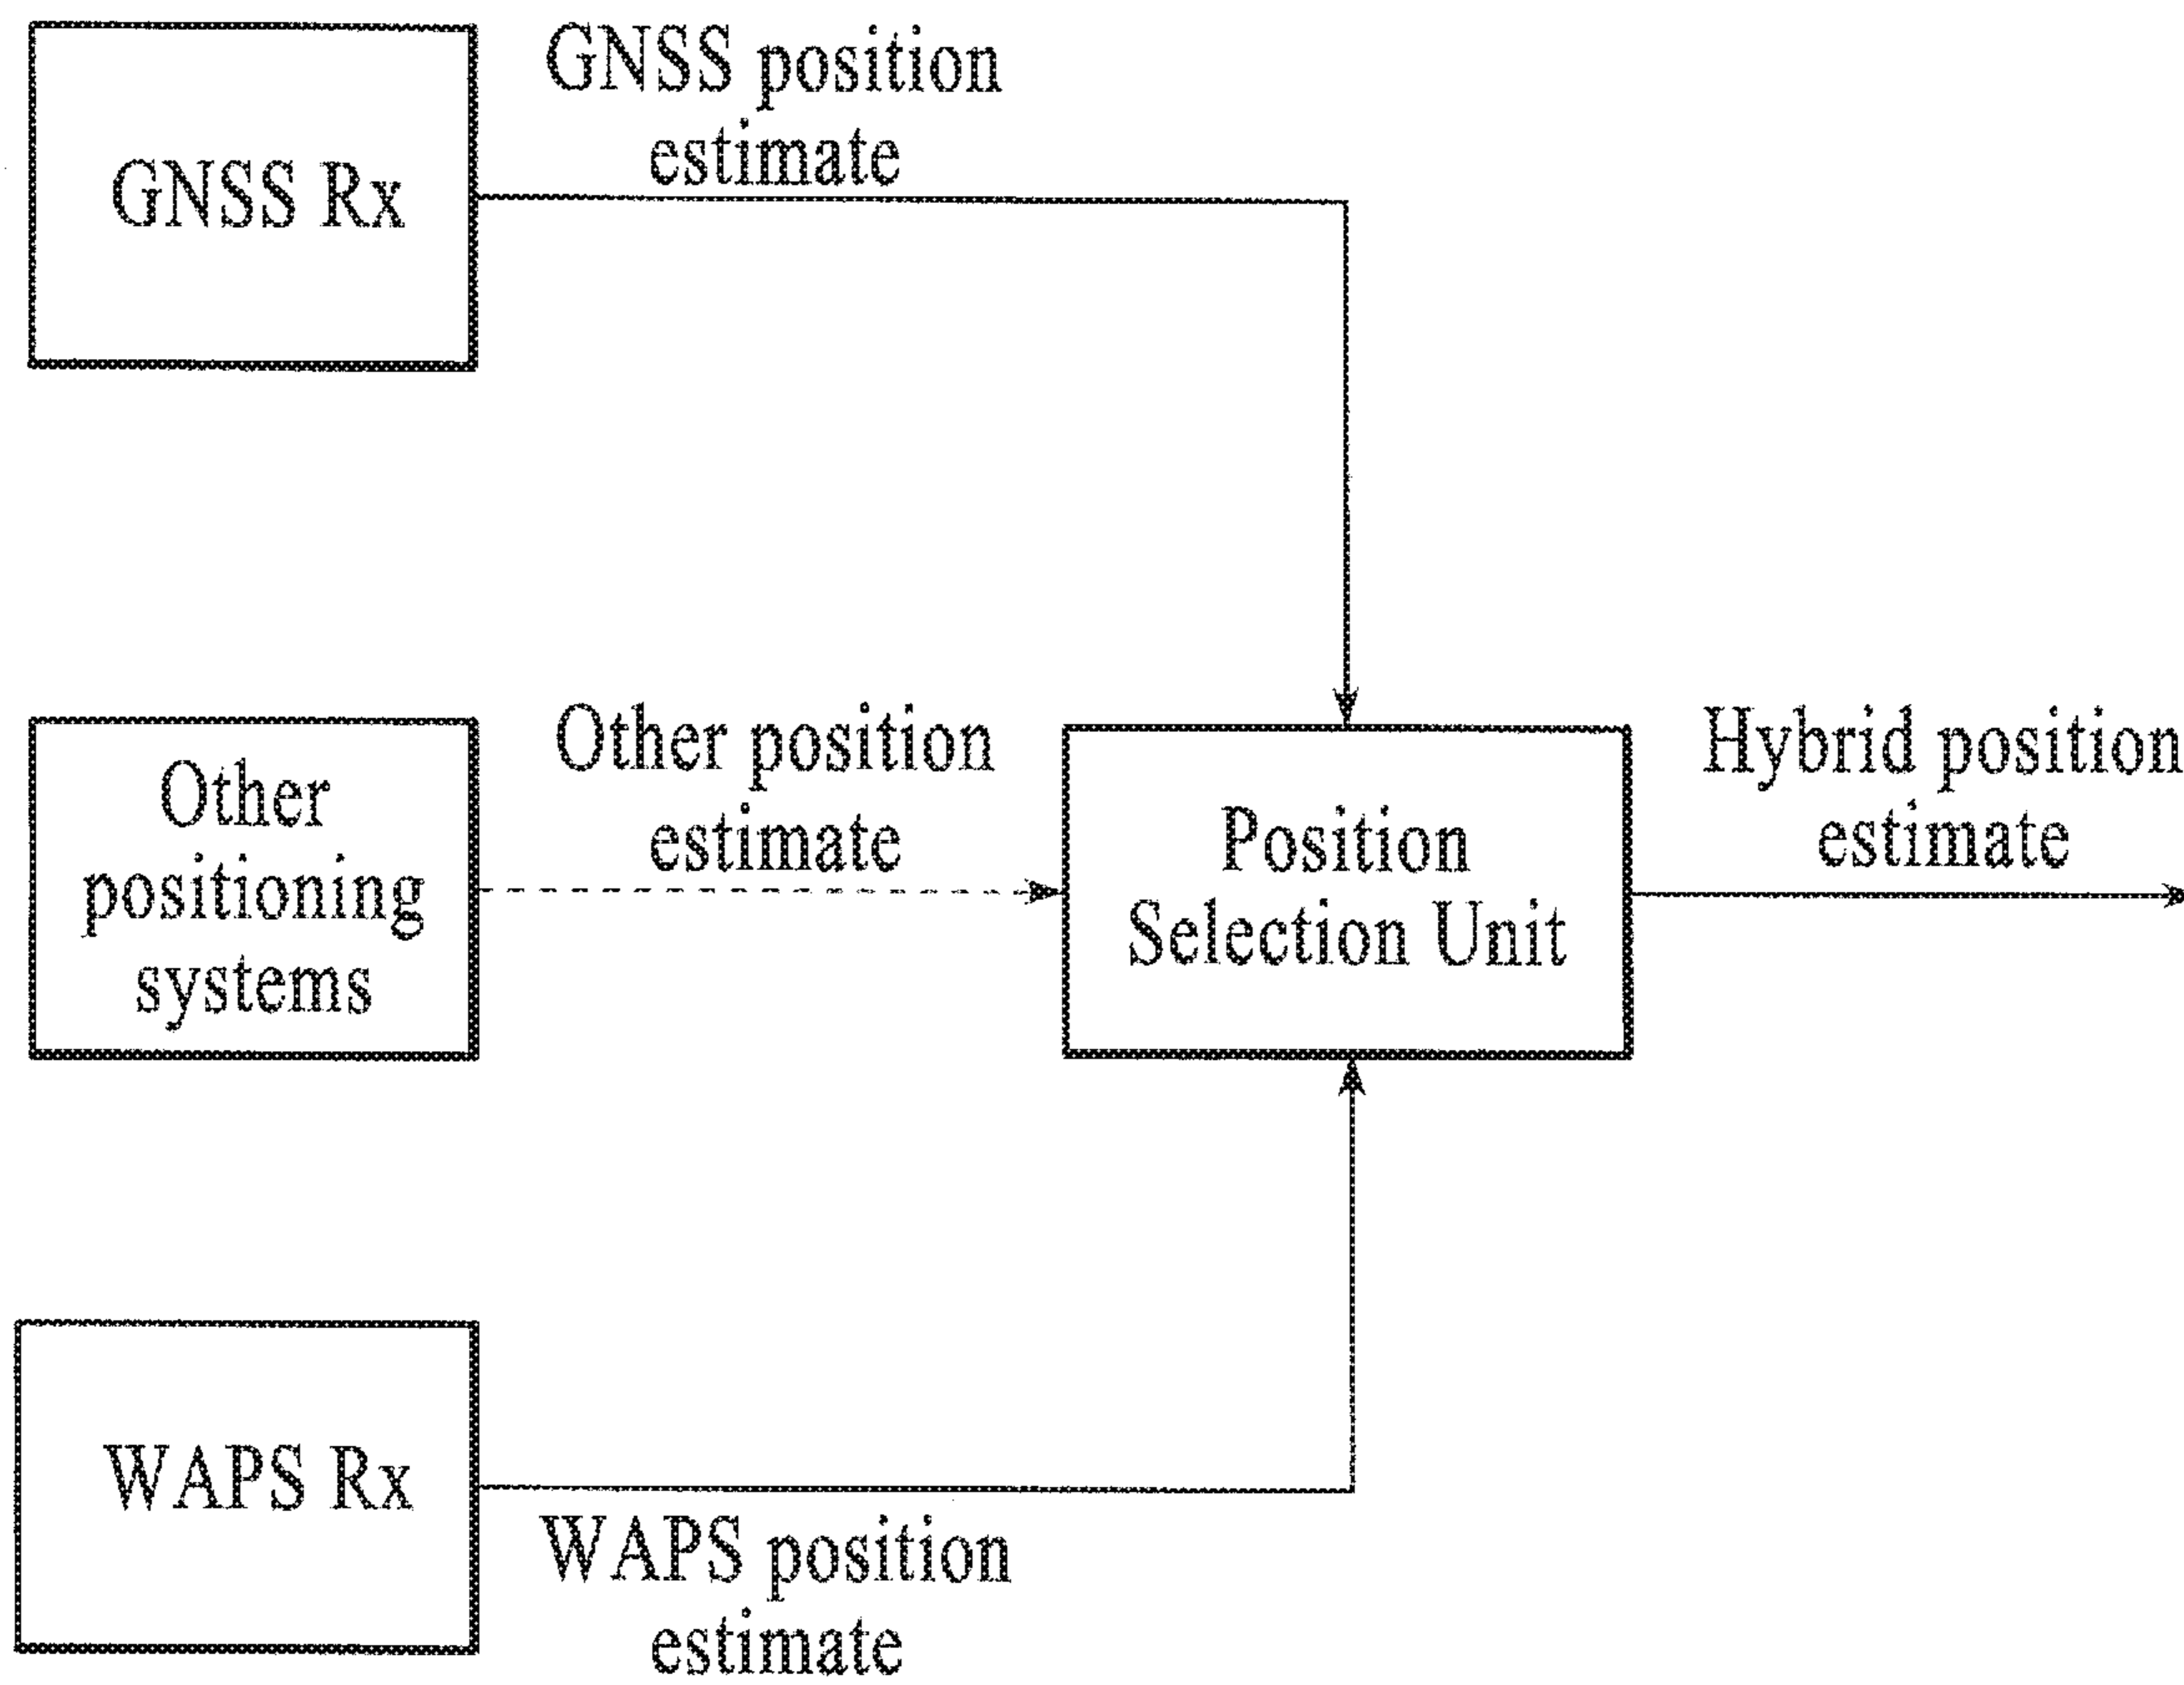 GNSS Rx
GNSS position
estimate
Other
positioning
systems
Other position
estimate
Position
Selection Unit
Hybrid position
estimate
WAPS Rx
WAPS position
estimate